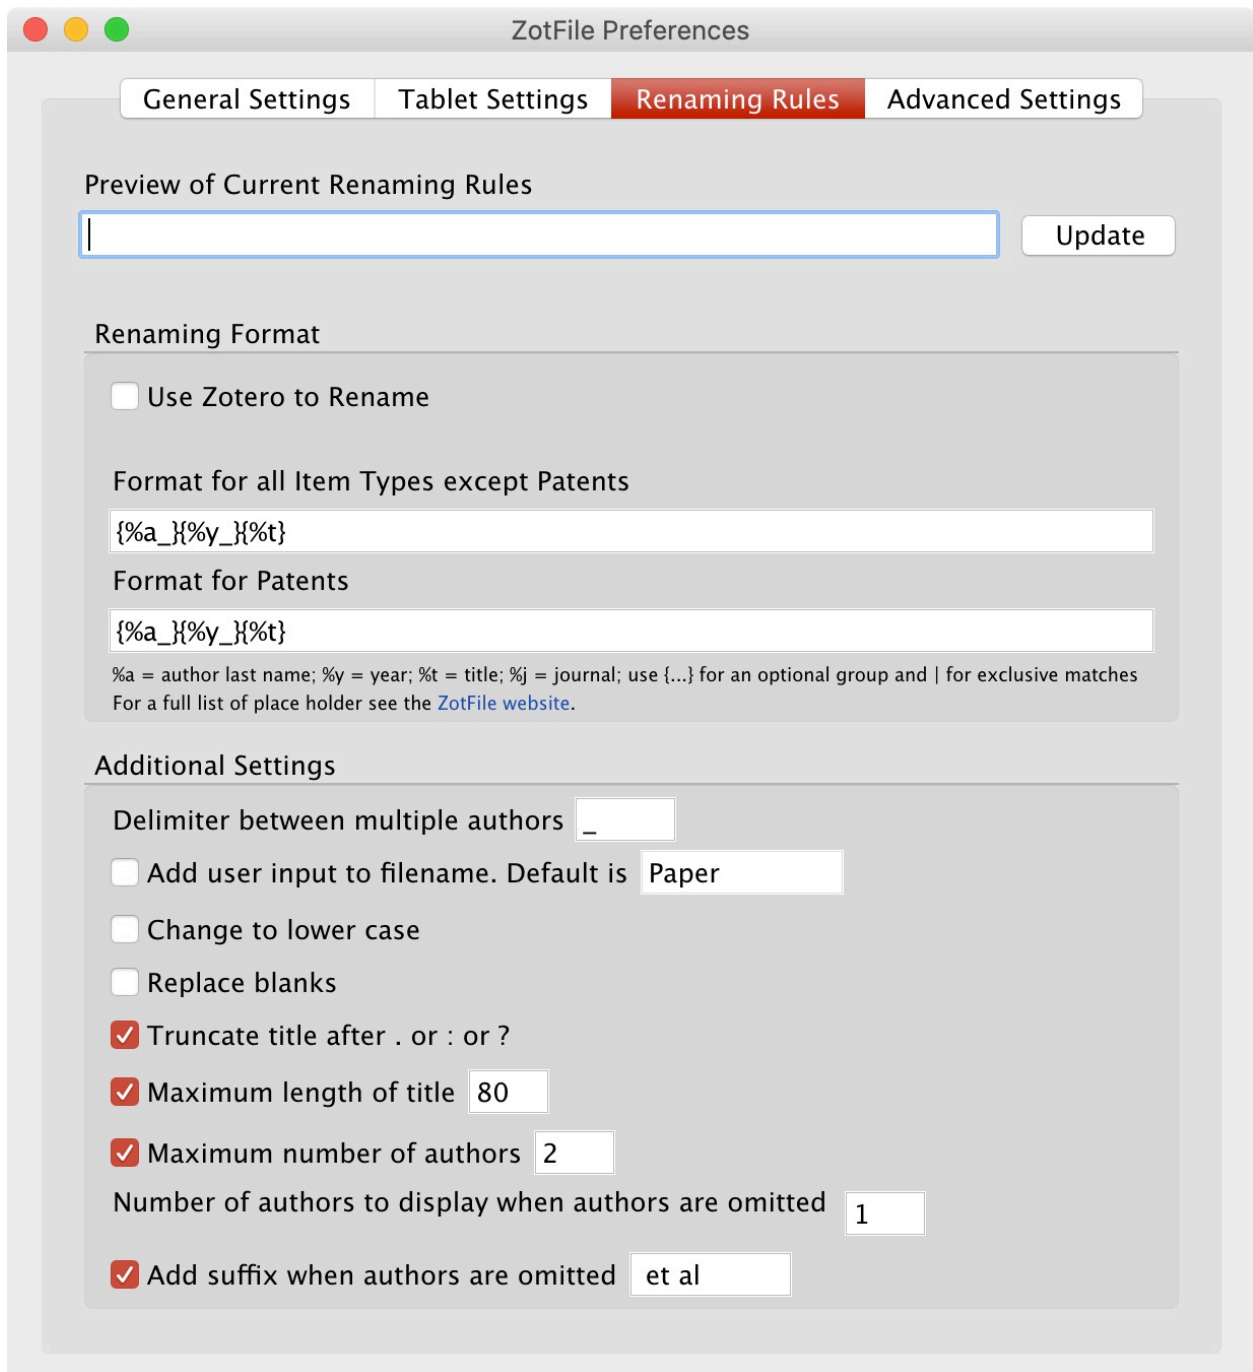 ZotFile Preferences
General Settings Tablet Settings Renaming Rules Advanced Settings
Preview of Current Renaming Rules
Update
Renaming Format
Use Zotero to Rename
Format for all Item Types except Patents
{%a_}{%y_}{%t}
Format for Patents
{%a_}{%y_}{%t}
%a = author last name; %y = year; %t = title; %j = journal; use {...} for an optional group and | for exclusive matches
For a full list of place holder see the ZotFile website.
Additional Settings
Delimiter between multiple authors _
Add user input to filename. Default is Paper
Change to lower case
Replace blanks
Truncate title after . or : or ?
Maximum length of title 80
Maximum number of authors 2
Number of authors to display when authors are omitted 1
Add suffix when authors are omitted et al